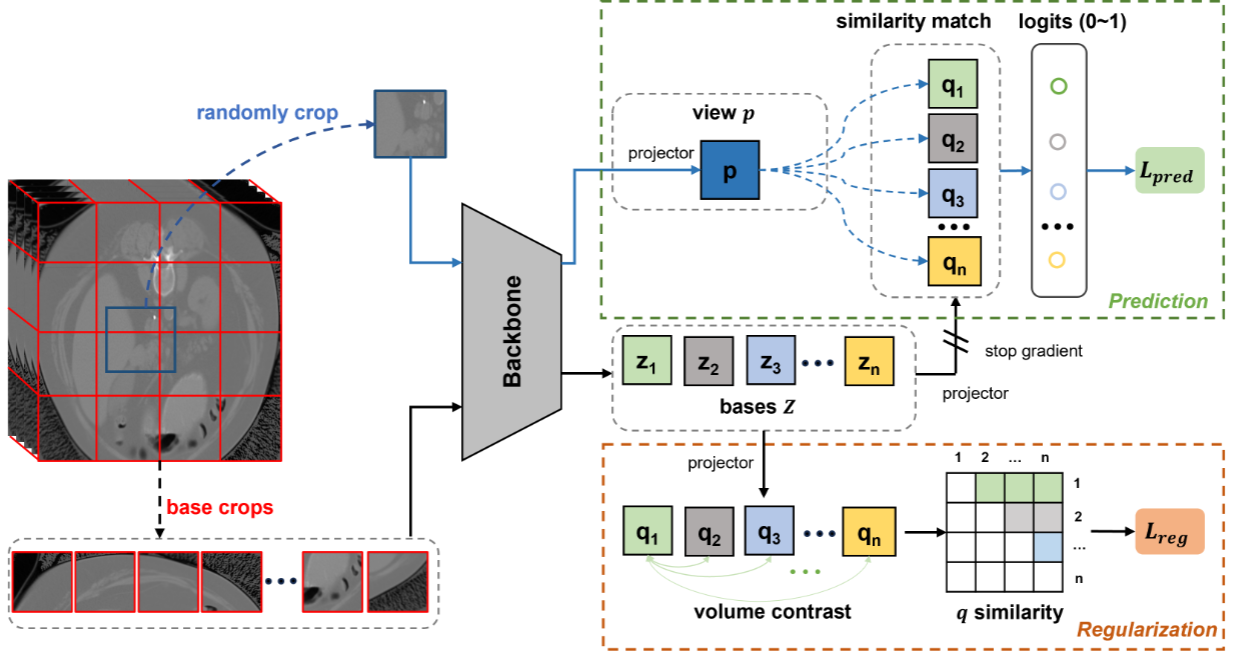 similarity match
logits (0~1)
randomly crop
view p
projector
p
q1
q2
q3
...
qn
...
Lpred
Prediction
Backbone
z1
z2
z3
...
zn
bases Z
stop gradient
projector
base crops
...
projector
q1
q2
q3
...
qn
...
volume contrast
1 2 ... n
1
2
...
n
q similarity
Lreg
Regularization